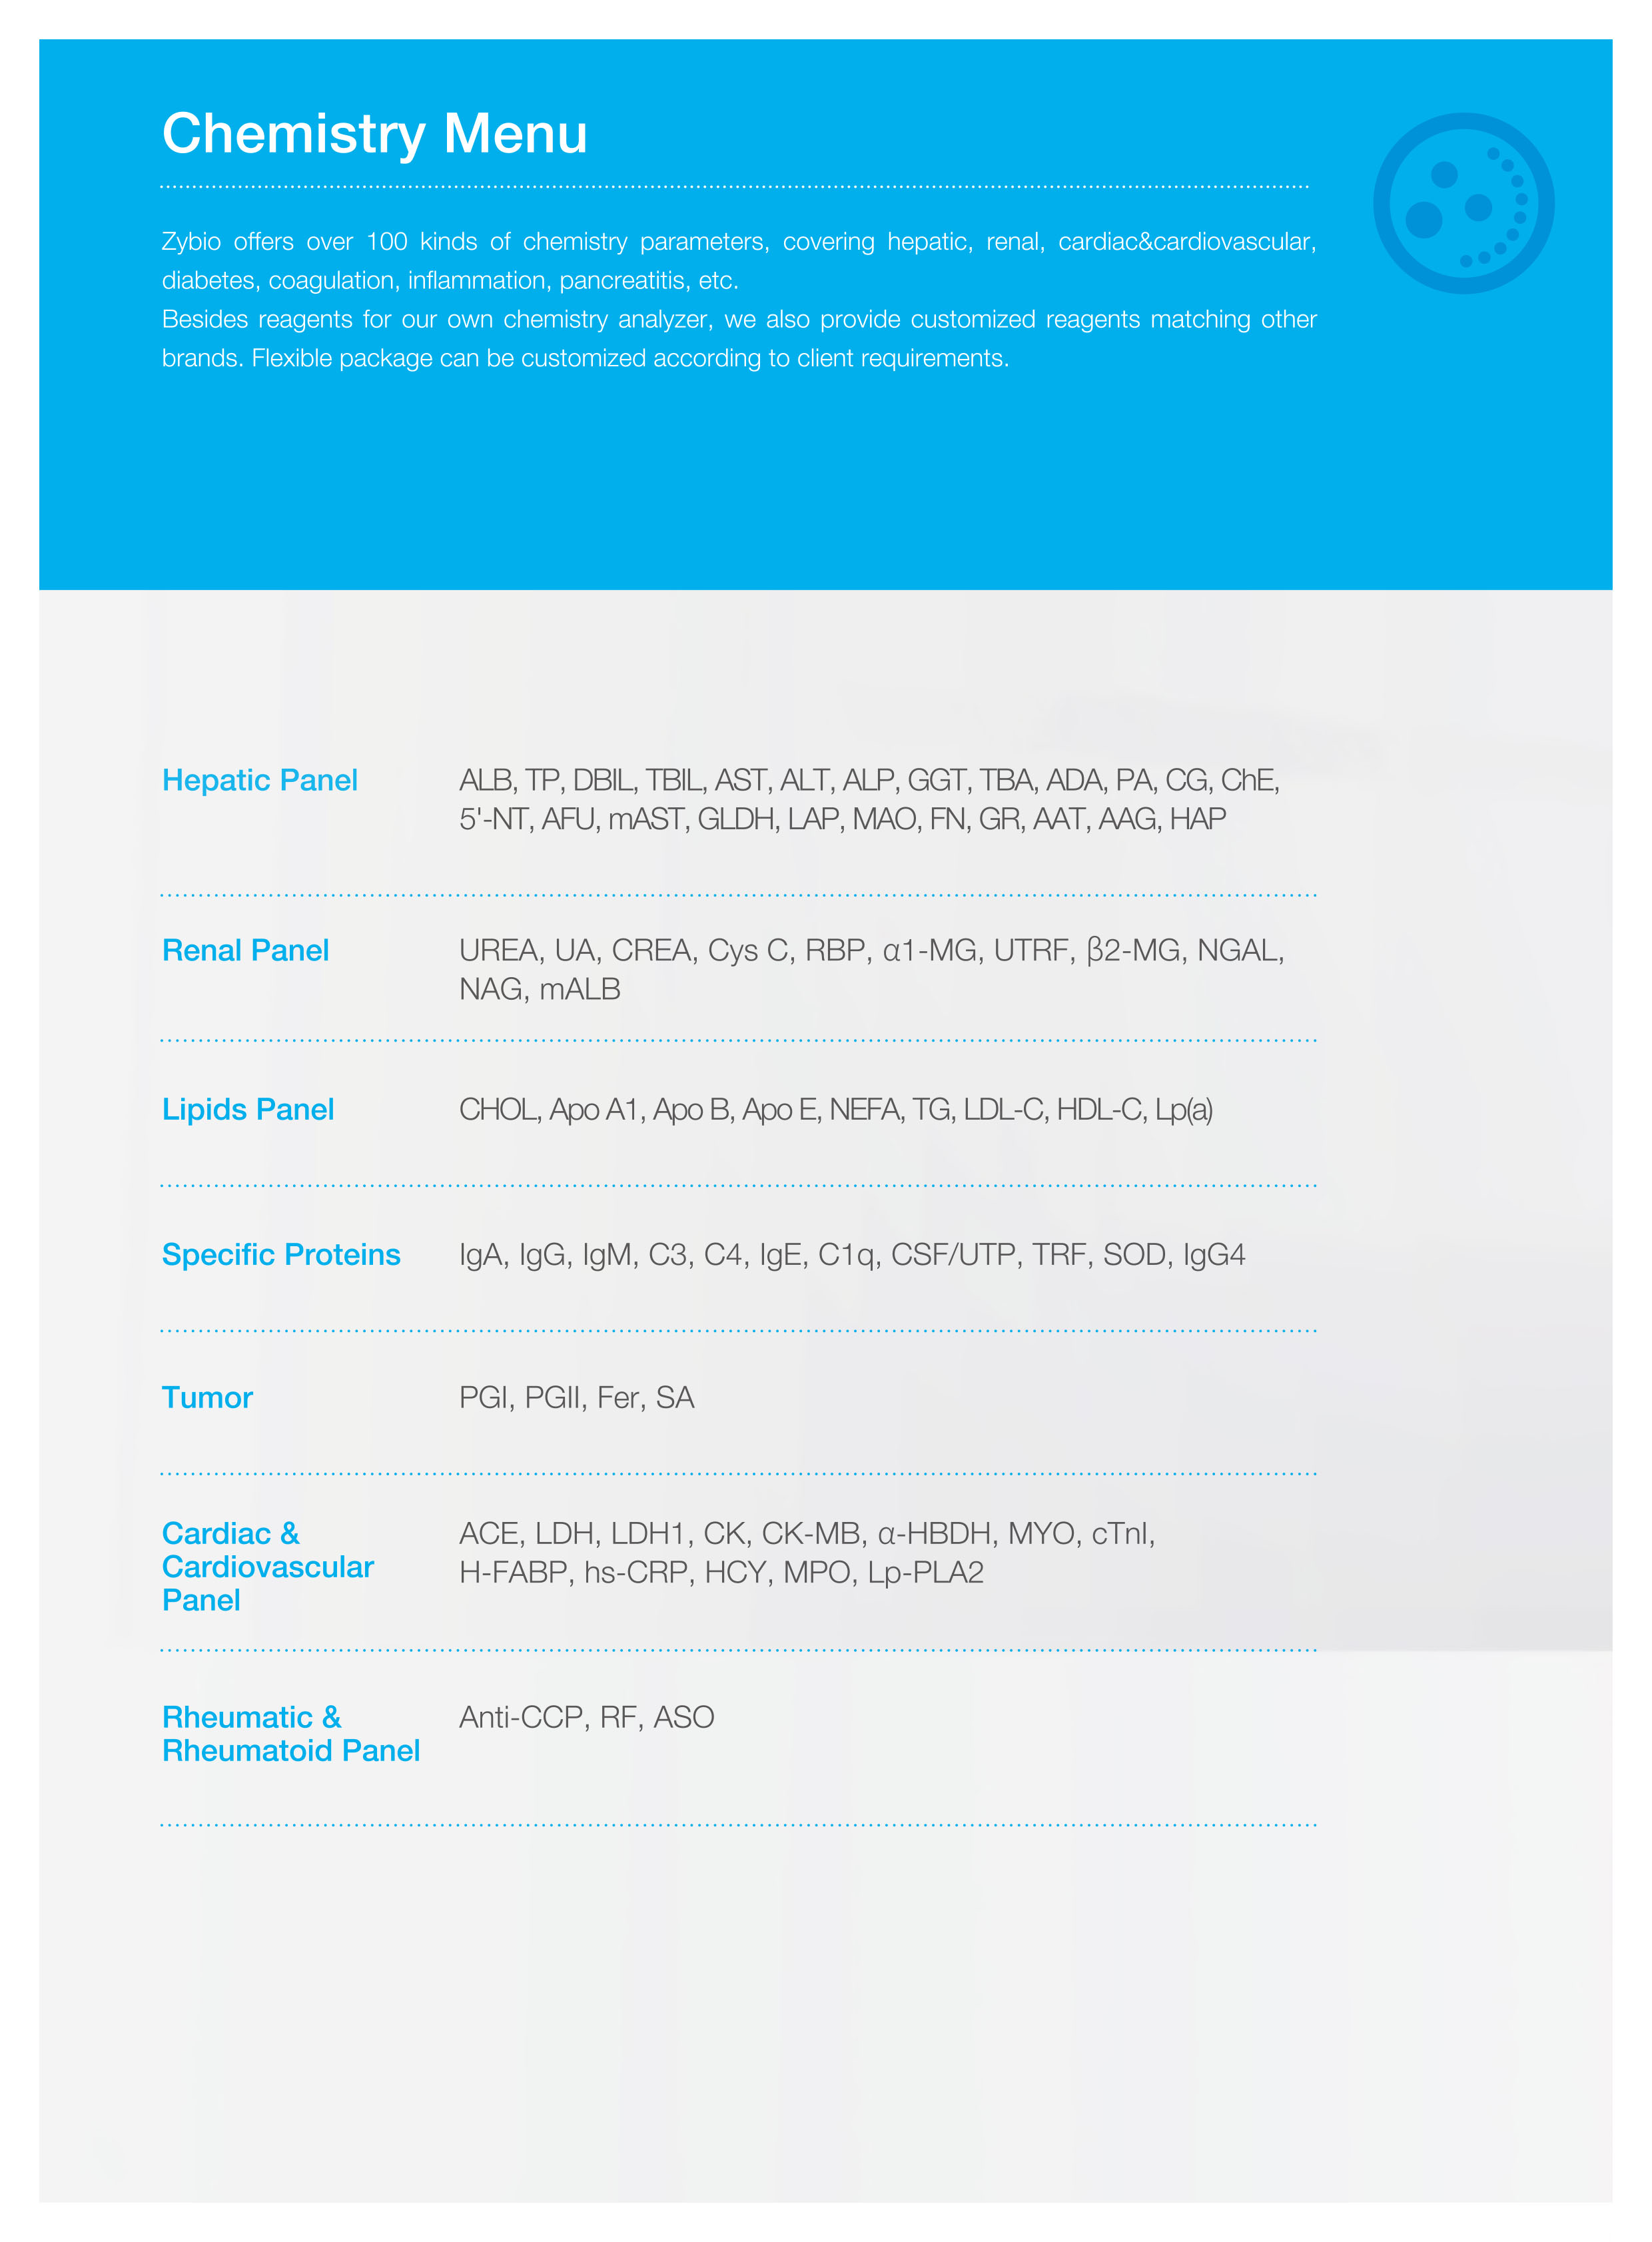 Chemistry Menu
Zybio offers over 100 kinds of chemistry parameters, covering hepatic, renal, cardiac&cardiovascular,
diabetes, coagulation, inflammation, pancreatitis, etc.
Besides reagents for our own chemistry analyzer, we also provide customized reagents matching other
brands. Flexible package can be customized according to client requirements.
Hepatic Panel
ALB, TP, DBIL, TBIL, AST, ALT, ALP, GGT, TBA, ADA, PA, CG, ChE,
5'-NT, AFU, mAST, GLDH, LAP, MAO, FN, GR, AAT, AAG, HAP
Renal Panel
UREA, UA, CREA, Cys C, RBP, α1-MG, UTRF, β2-MG, NGAL,
NAG, mALB
Lipids Panel
CHOL, Apo A1, Apo B, Apo E, NEFA, TG, LDL-C, HDL-C, Lp(a)
Specific Proteins
IgA, IgG, IgM, C3, C4, IgE, C1q, CSF/UTP, TRF, SOD, IgG4
Tumor
PGI, PGII, Fer, SA
Cardiac &
Cardiovascular
Panel
ACE, LDH, LDH1, CK, CK-MB, α-HBDH, MYO, cTnI,
H-FABP, hs-CRP, HCY, MPO, Lp-PLA2
Rheumatic &
Rheumatoid Panel
Anti-CCP, RF, ASO